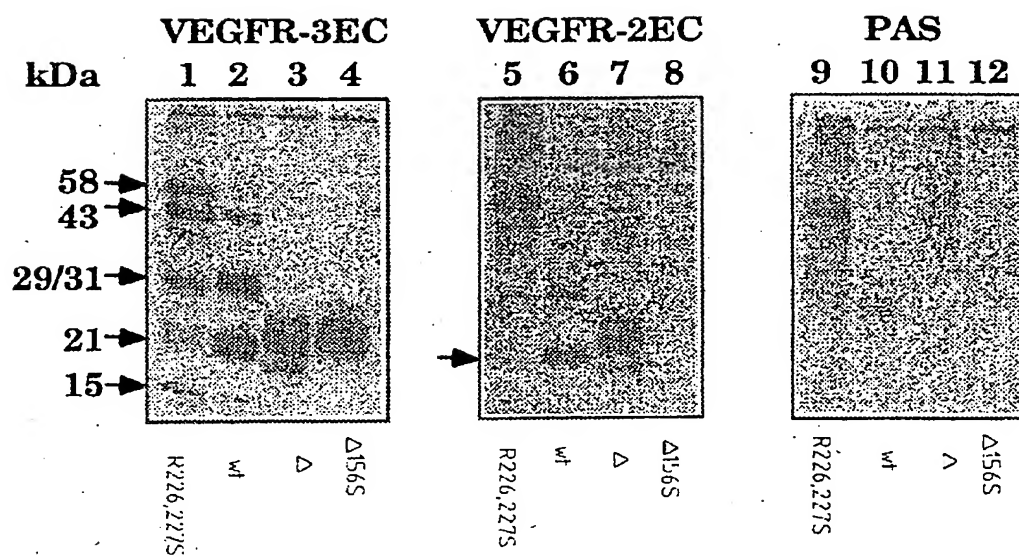 VEGFR-3EC VEGFR-2EC PAS
kDa 1 2 3 4 5 6 7 8 9 10 11 12
58
43
29/31
21
15
R226,227S wt Δ Δ156S R226,227S wt Δ Δ156S R226,227S wt Δ Δ156S